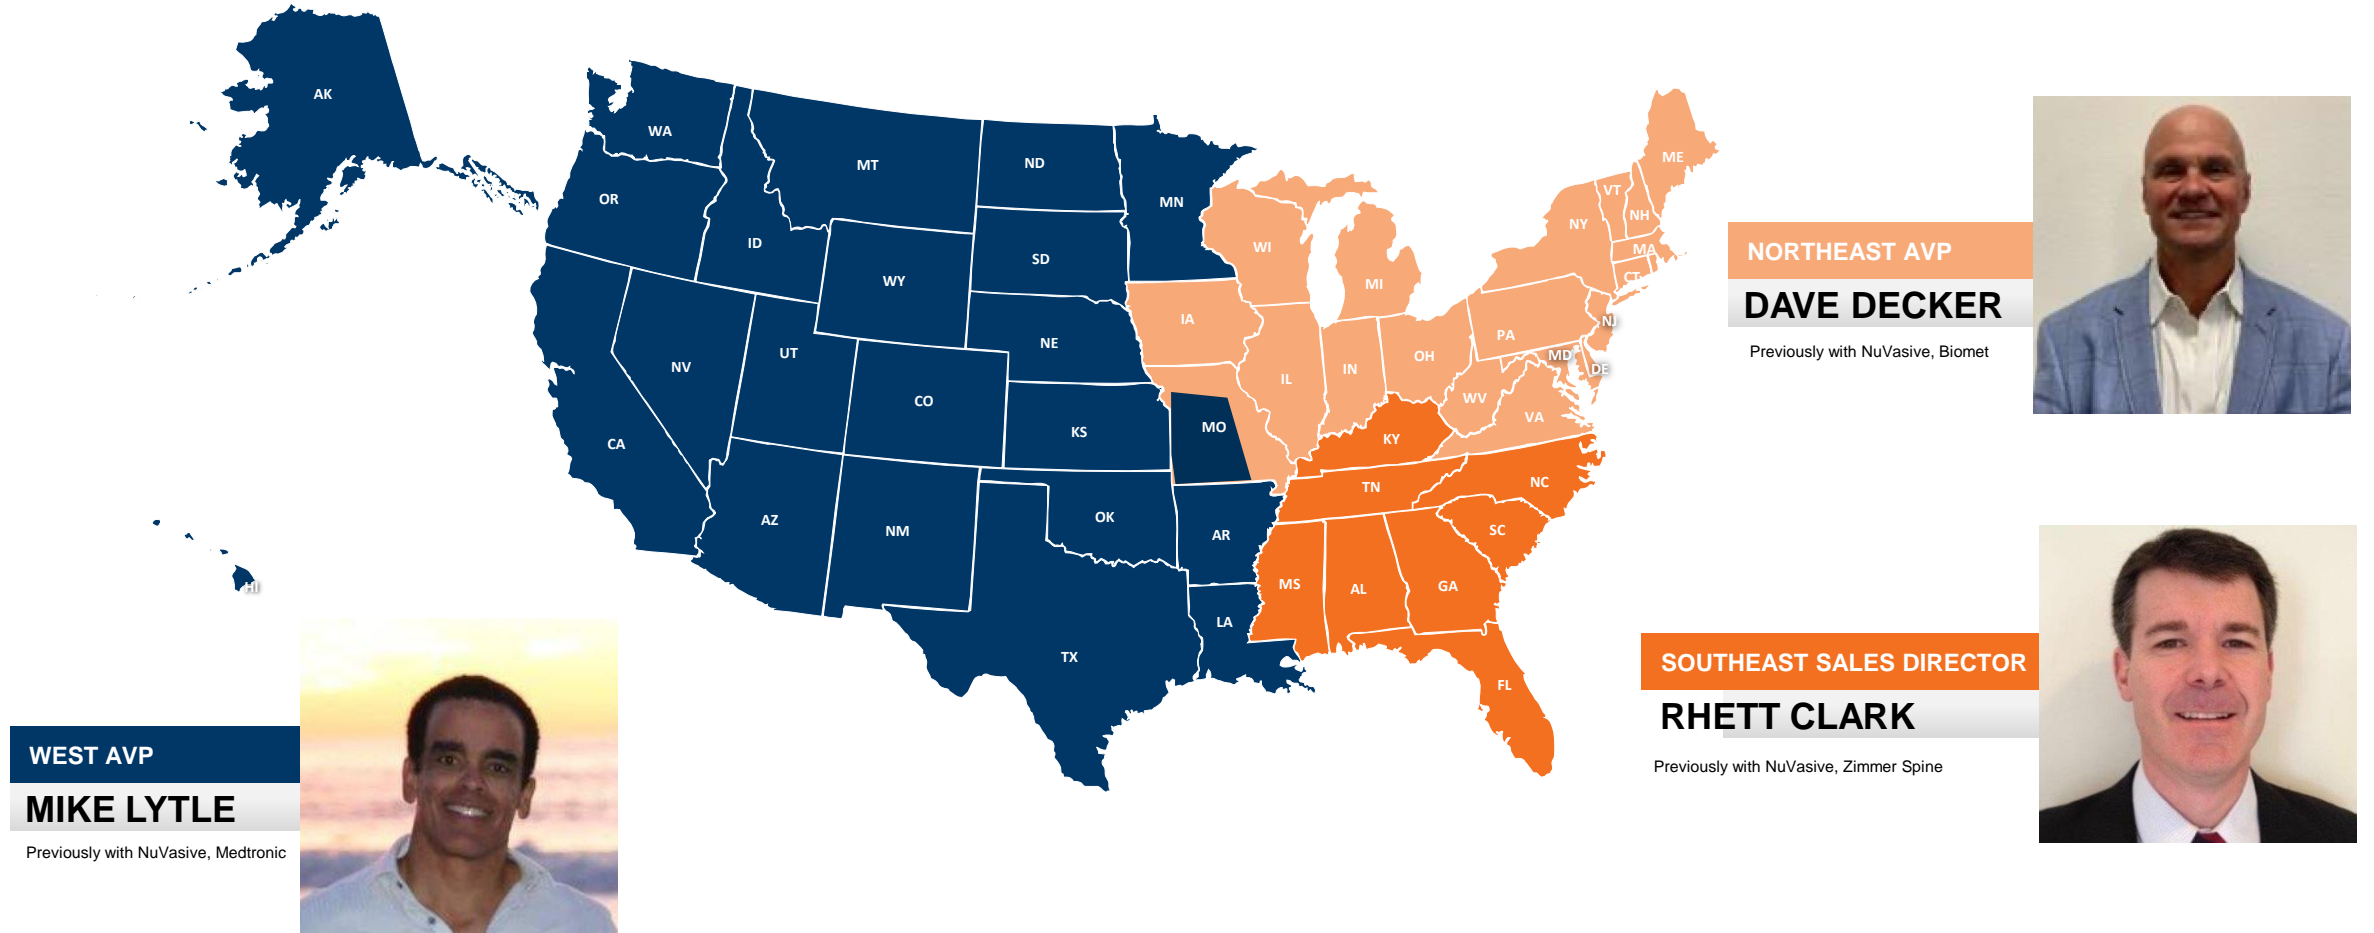 AK
WA
MT
ND
MN
OR
ID
WY
SD
WI
MI
ME
VT
NH
NY
MA
CT
NV
UT
CO
NE
IA
IL
IN
OH
PA
NJ
MD
DE
WV
VA
CA
KS
MO
KY
AZ
NM
OK
AR
TN
NC
SC
MS
AL
GA
LA
TX
FL
HI
NORTHEAST AVP
DAVE DECKER
Previously with NuVasive, Biomet
SOUTHEAST SALES DIRECTOR
RHETT CLARK
Previously with NuVasive, Zimmer Spine
WEST AVP
MIKE LYTLE
Previously with NuVasive, Medtronic